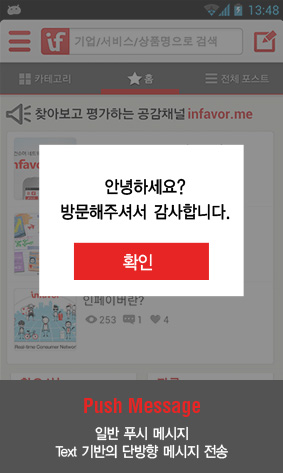 13:48
if 기업/서비스/상품명으로 검색
카테고리 홈 전체 포스트
찾아보고 평가하는 공감채널 infavor.me
안녕하세요?
방문해주셔서 감사합니다.
확인
infavor
인페이버란?
253 1 4
Real-time Consumer Network
Push Message
일반 푸시 메시지
Text 기반의 단방향 메시지 전송